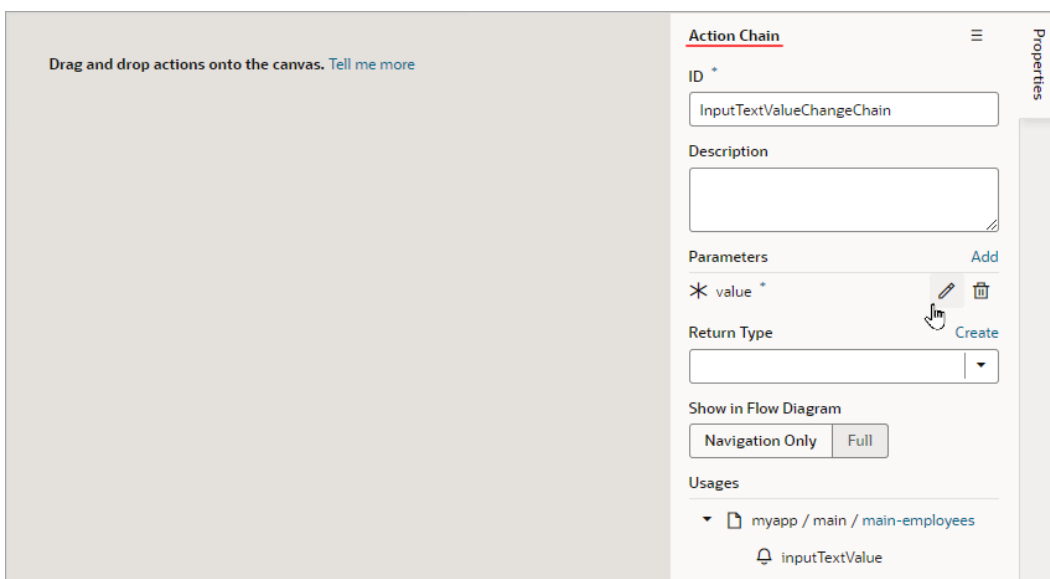 Drag and drop actions onto the canvas. Tell me more
Action Chain
Properties
ID *
InputTextValueChangeChain
Description
Parameters Add
value *
Return Type Create
Show in Flow Diagram
Navigation Only Full
Usages
myapp / main / main-employees
inputTextValue